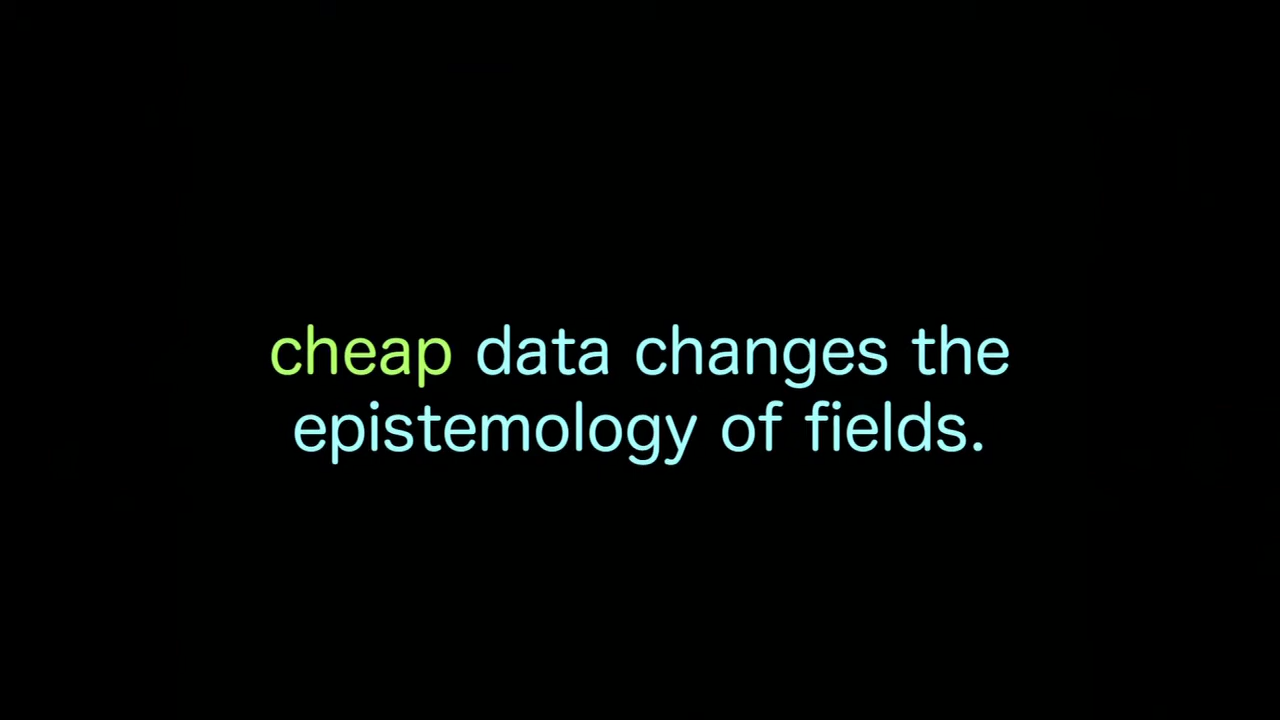 cheap data changes the
epistemology of fields.